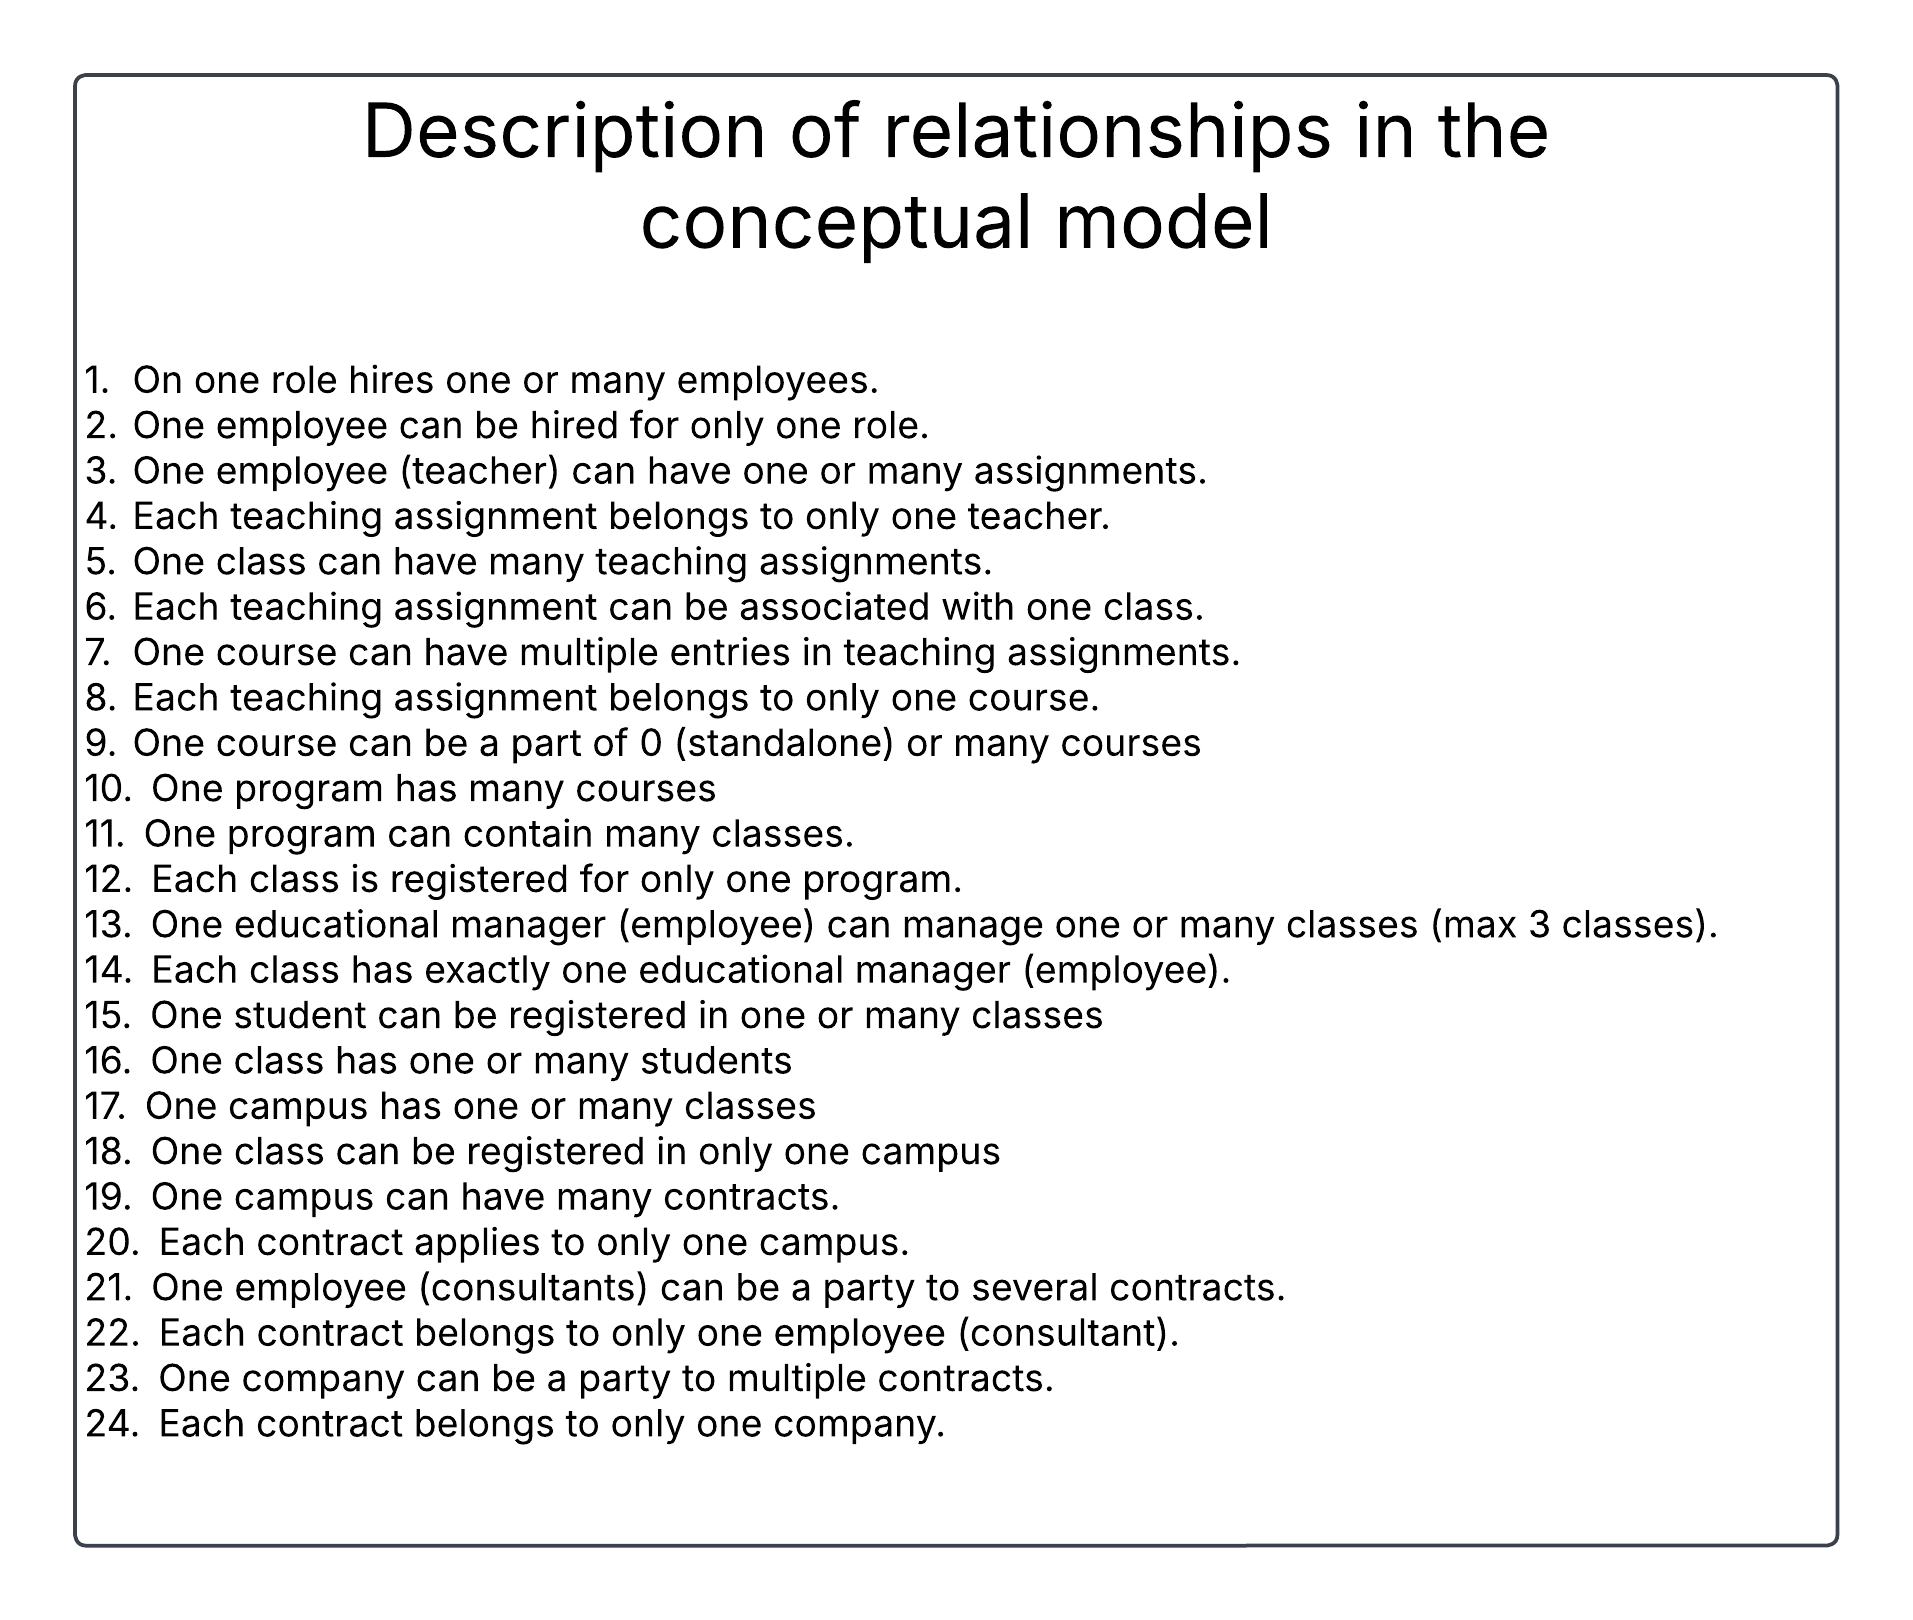 Description of relationships in the
conceptual model
1. On one role hires one or many employees.
2. One employee can be hired for only one role.
3. One employee (teacher) can have one or many assignments.
4. Each teaching assignment belongs to only one teacher.
5. One class can have many teaching assignments.
6. Each teaching assignment can be associated with one class.
7. One course can have multiple entries in teaching assignments.
8. Each teaching assignment belongs to only one course.
9. One course can be a part of 0 (standalone) or many courses
10. One program has many courses
11. One program can contain many classes.
12. Each class is registered for only one program.
13. One educational manager (employee) can manage one or many classes (max 3 classes).
14. Each class has exactly one educational manager (employee).
15. One student can be registered in one or many classes
16. One class has one or many students
17. One campus has one or many classes
18. One class can be registered in only one campus
19. One campus can have many contracts.
20. Each contract applies to only one campus.
21. One employee (consultants) can be a party to several contracts.
22. Each contract belongs to only one employee (consultant).
23. One company can be a party to multiple contracts.
24. Each contract belongs to only one company.